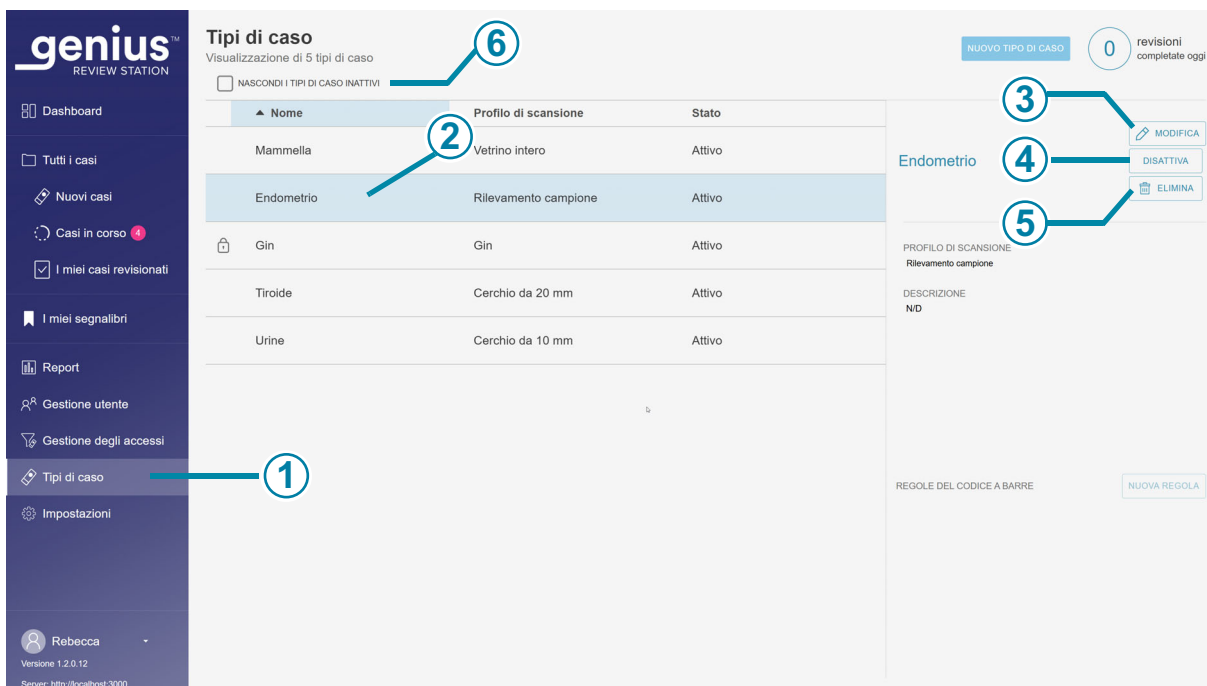 genius™
REVIEW STATION
Dashboard
Tutti i casi
Nuovi casi
Casi in corso 4
I miei casi revisionati
I miei segnalibri
Report
Gestione utente
Gestione degli accessi
Tipi di caso
Impostazioni
Rebecca
Versione 1.2.0.12
Server: http://localhost:3000
Tipi di caso
Visualizzazione di 5 tipi di caso
NASCONDI I TIPI DI CASO INATTIVI
6
NUOVO TIPO DI CASO
0 revisioni
completate oggi
Nome Profilo di scansione Stato
Mammella Vetrino intero Attivo
Endometrio Rilevamento campione Attivo
Gin Gin Attivo
Tiroide Cerchio da 20 mm Attivo
Urine Cerchio da 10 mm Attivo
2
1
3
MODIFICA
Endometrio
4
DISATTIVA
ELIMINA
5
PROFILO DI SCANSIONE
Rilevamento campione
DESCRIZIONE
N/D
REGOLE DEL CODICE A BARRE
NUOVA REGOLA